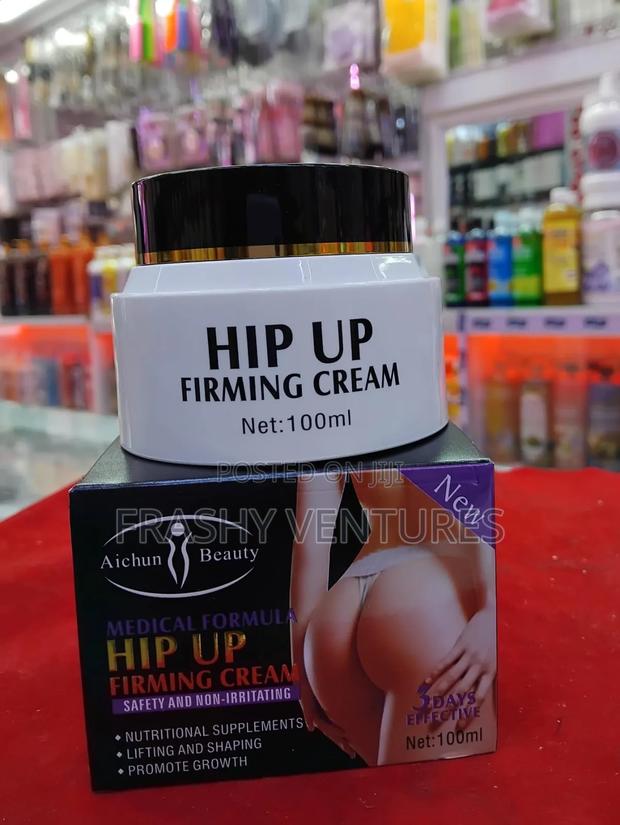 HIP UP
FIRMING CREAM
Net:100ml
POSTED ON JIJI
FRASHY VENTURES
New
Aichun Beauty
MEDICAL FORMULA
HIP UP
FIRMING CREAM
SAFETY AND NON-IRRITATING
NUTRITIONAL SUPPLEMENTS
LIFTING AND SHAPING
PROMOTE GROWTH
3 DAYS
EFFECTIVE
Net:100ml